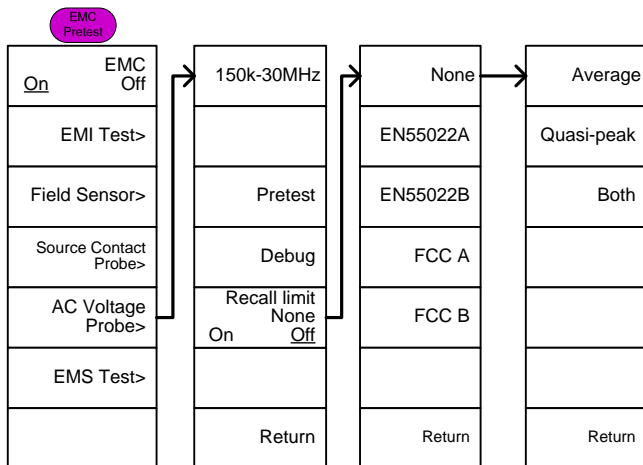 EMC
Pretest
EMC
On Off
EMI Test>
Field Sensor>
Source Contact
Probe>
AC Voltage
Probe>
EMS Test>
150k-30MHz
Pretest
Debug
Recall limit
None
On Off
Return
None
EN55022A
EN55022B
FCC A
FCC B
Return
Average
Quasi-peak
Both
Return